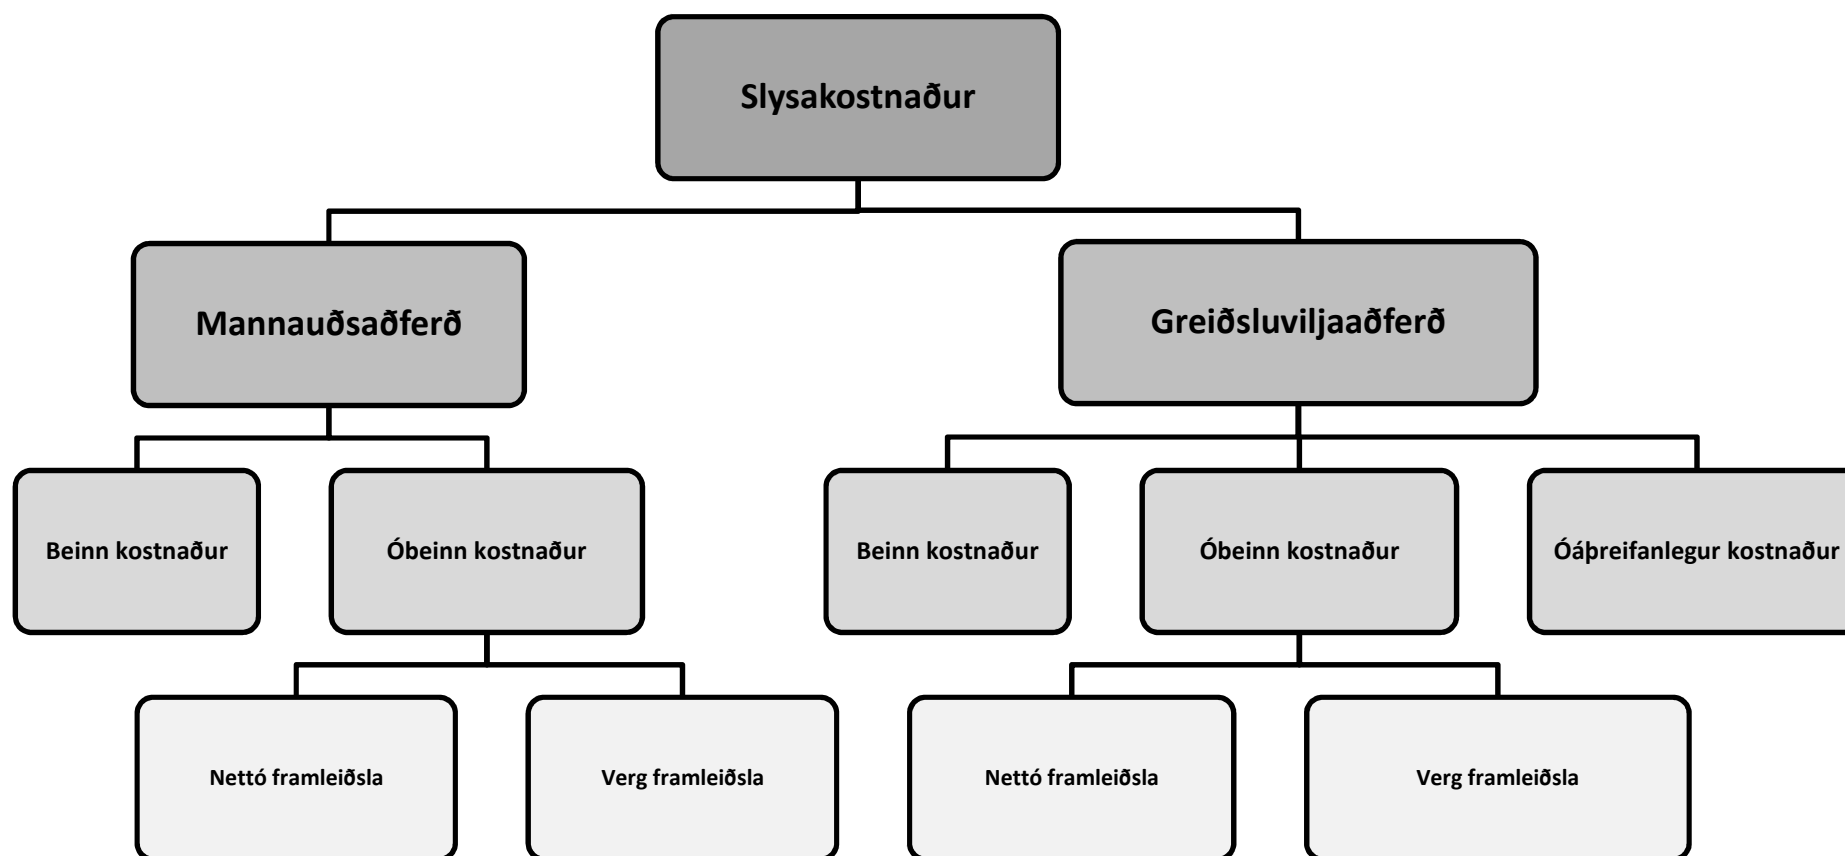 Slysakostnaður
Mannauðsaðferð
Greiðsluviljaaðferð
Beinn kostnaður
Óbeinn kostnaður
Beinn kostnaður
Óbeinn kostnaður
Óáþreifanlegur kostnaður
Nettó framleiðsla
Verg framleiðsla
Nettó framleiðsla
Verg framleiðsla